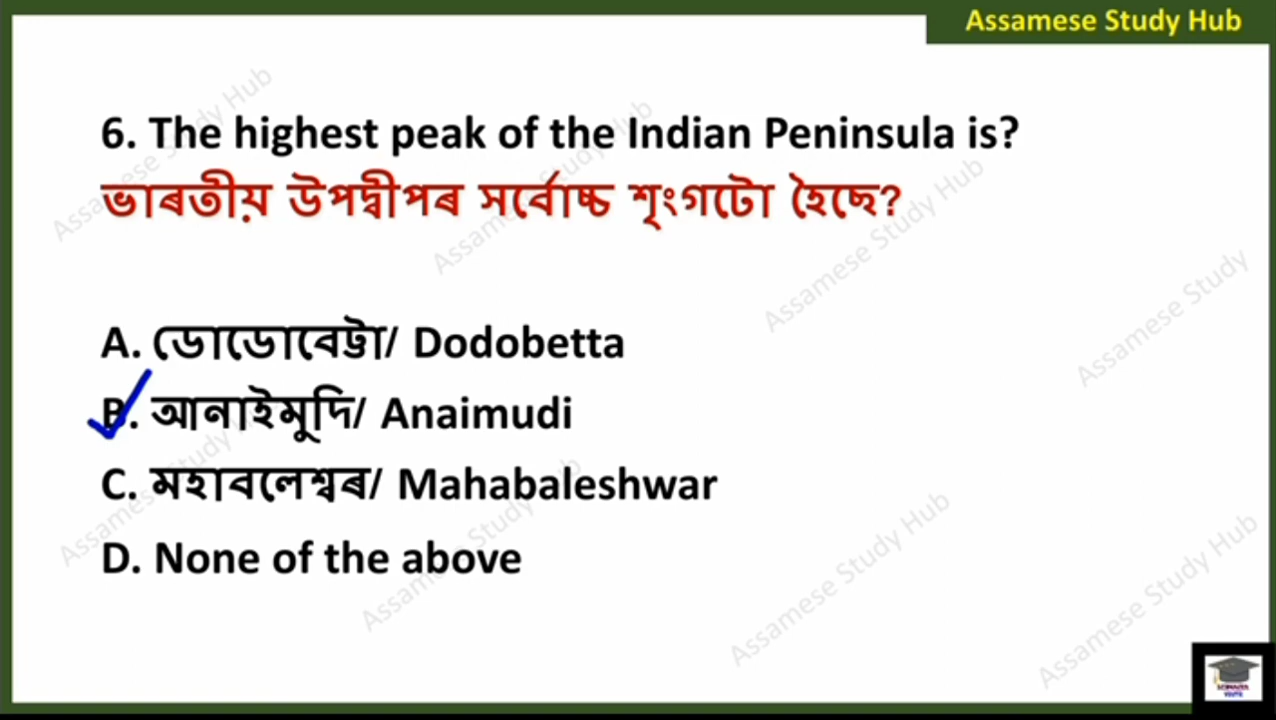 Assamese Study Hub
6. The highest peak of the Indian Peninsula is?
ভাৰতীয় উপদ্বীপৰ সৰ্বোচ্চ শৃংগটো হৈছে?
A. ডোডোবেট্টা/ Dodobetta
B. আনাইমুদি/ Anaimudi
C. মহাবলেশ্বৰ/ Mahabaleshwar
D. None of the above